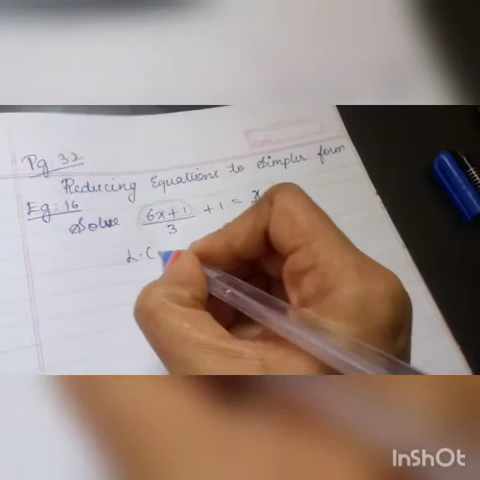 Pg: 32
Reducing Equations to Simpler form
Eg: 16
Solve (6x+1)/3 + 1 = x
L.C
InShOt